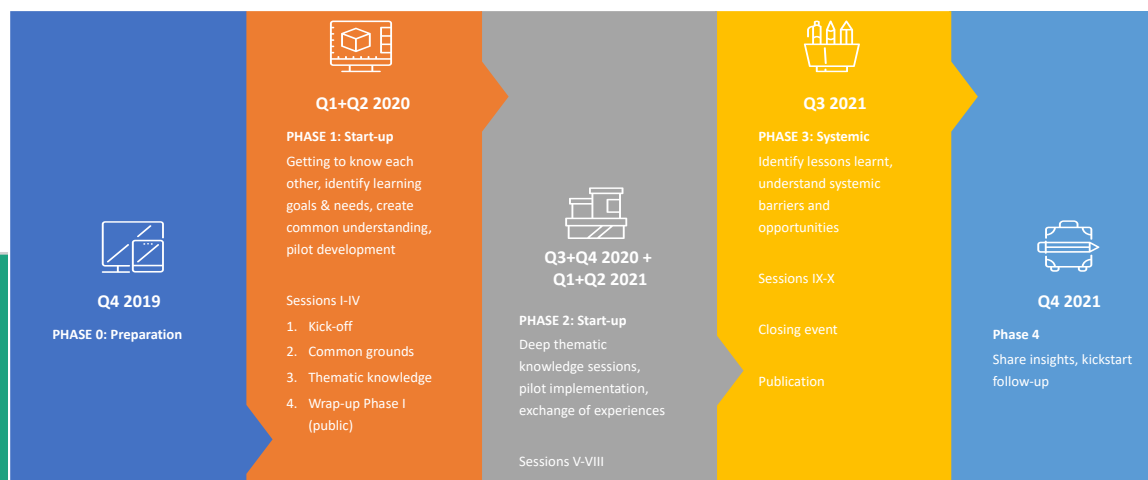 Q4 2019
PHASE 0: Preparation
Q1+Q2 2020
PHASE 1: Start-up
Getting to know each
other, identify learning
goals & needs, create
common understanding,
pilot development
Sessions I-IV
1. Kick-off
2. Common grounds
3. Thematic knowledge
4. Wrap-up Phase I
(public)
Q3+Q4 2020 +
Q1+Q2 2021
PHASE 2: Start-up
Deep thematic
knowledge sessions,
pilot implementation,
exchange of experiences
Sessions V-VIII
Q3 2021
PHASE 3: Systemic
Identify lessons learnt,
understand systemic
barriers and
opportunities
Sessions IX-X
Closing event
Publication
Q4 2021
Phase 4
Share insights, kickstart
follow-up